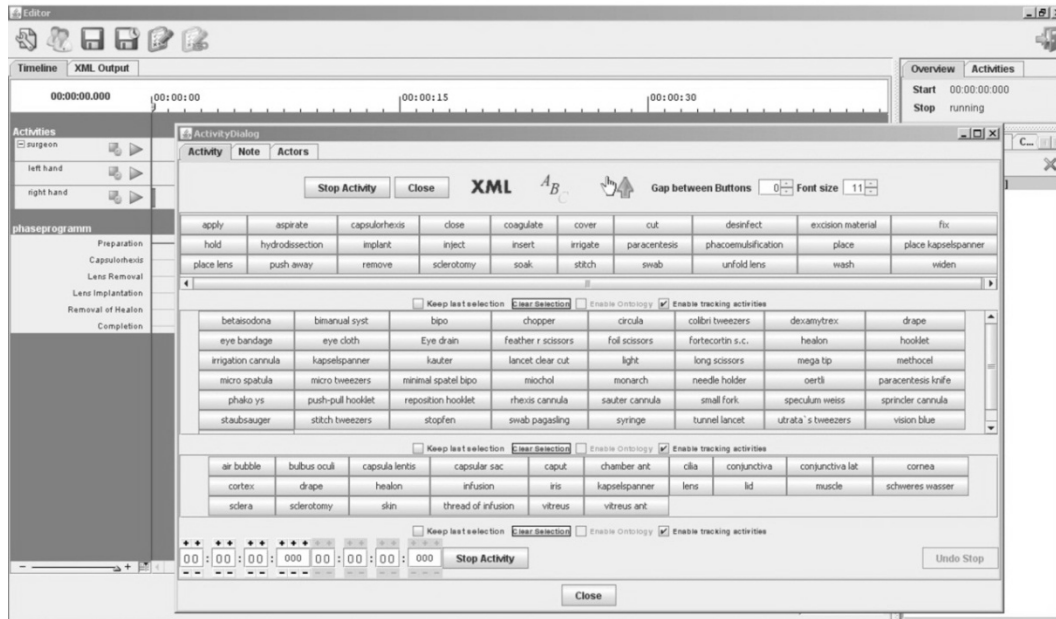 Editor
Timeline XML Output
Overview Activities
00:00:00.000 00:00:00 00:00:15 00:00:30
Start 00:00:00:000
Stop running
Activities
surgeon
left hand
right hand
phaseprogramm
Preparation
Capsulorhexis
Lens Removal
Lens Implantation
Removal of Healon
Completion
C...
ActivityDialog
Activity Note Actors
Stop Activity Close XML A B C Gap between Buttons 0 Font size 11
apply aspirate capsulorhexis close coagulate cover cut desinfect excision material fix
hold hydrodissection implant inject insert irrigate paracentesis phacoemulsification place place kapselspanner
place lens push away remove sclerotomy soak stitch swab unfold lens wash widen
Keep last selection Clear Selection Enable Ontology Enable tracking activities
betaisodona bimanual syst bipo chopper circula colibri tweezers dexamytrex drape
eye bandage eye cloth Eye drain feather r scissors foil scissors fortecortin s.c. healon hooklet
irrigation cannula kapselspanner kauter lancet clear cut light long scissors mega tip methocel
micro spatula micro tweezers minimal spatel bipo miochol monarch needle holder oertli paracentesis knife
phako ys push-pull hooklet reposition hooklet rhexis cannula sauter cannula small fork speculum weiss sprincler cannula
staubsauger stitch tweezers stopfen swab pagasling syringe tunnel lancet utrata`s tweezers vision blue
Keep last selection Clear Selection Enable Ontology Enable tracking activities
air bubble bulbus oculi capsula lentis capsular sac caput chamber ant cilia conjunctiva conjunctiva lat cornea
cortex drape healon infusion iris kapselspanner lens lid muscle schweres wasser
sclera sclerotomy skin thread of infusion vitreus vitreus ant
Keep last selection Clear Selection Enable Ontology Enable tracking activities
00 : 00 : 00 : 000 00 : 00 : 00 : 000 Stop Activity Undo Stop
Close